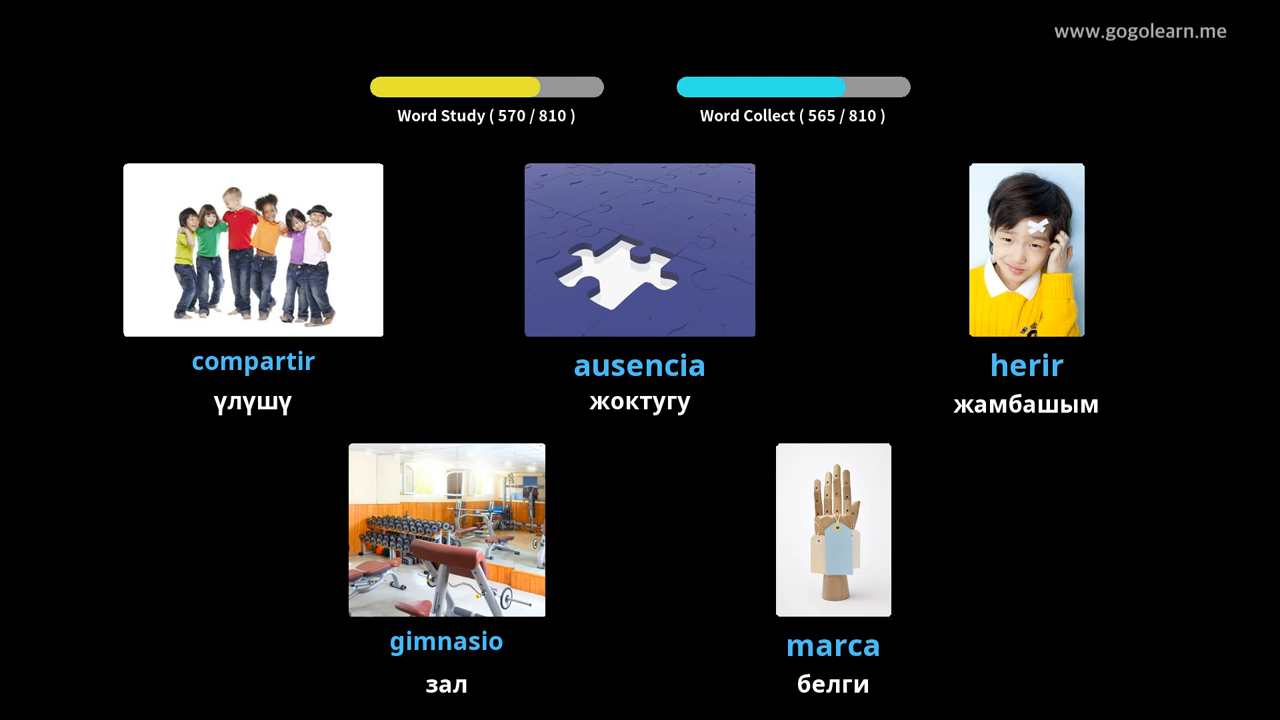 www.gogolearn.me
Word Study ( 570 / 810 )
Word Collect ( 565 / 810 )
compartir
үлүшү
ausencia
жоктугу
herir
жамбашым
gimnasio
зал
marca
белги